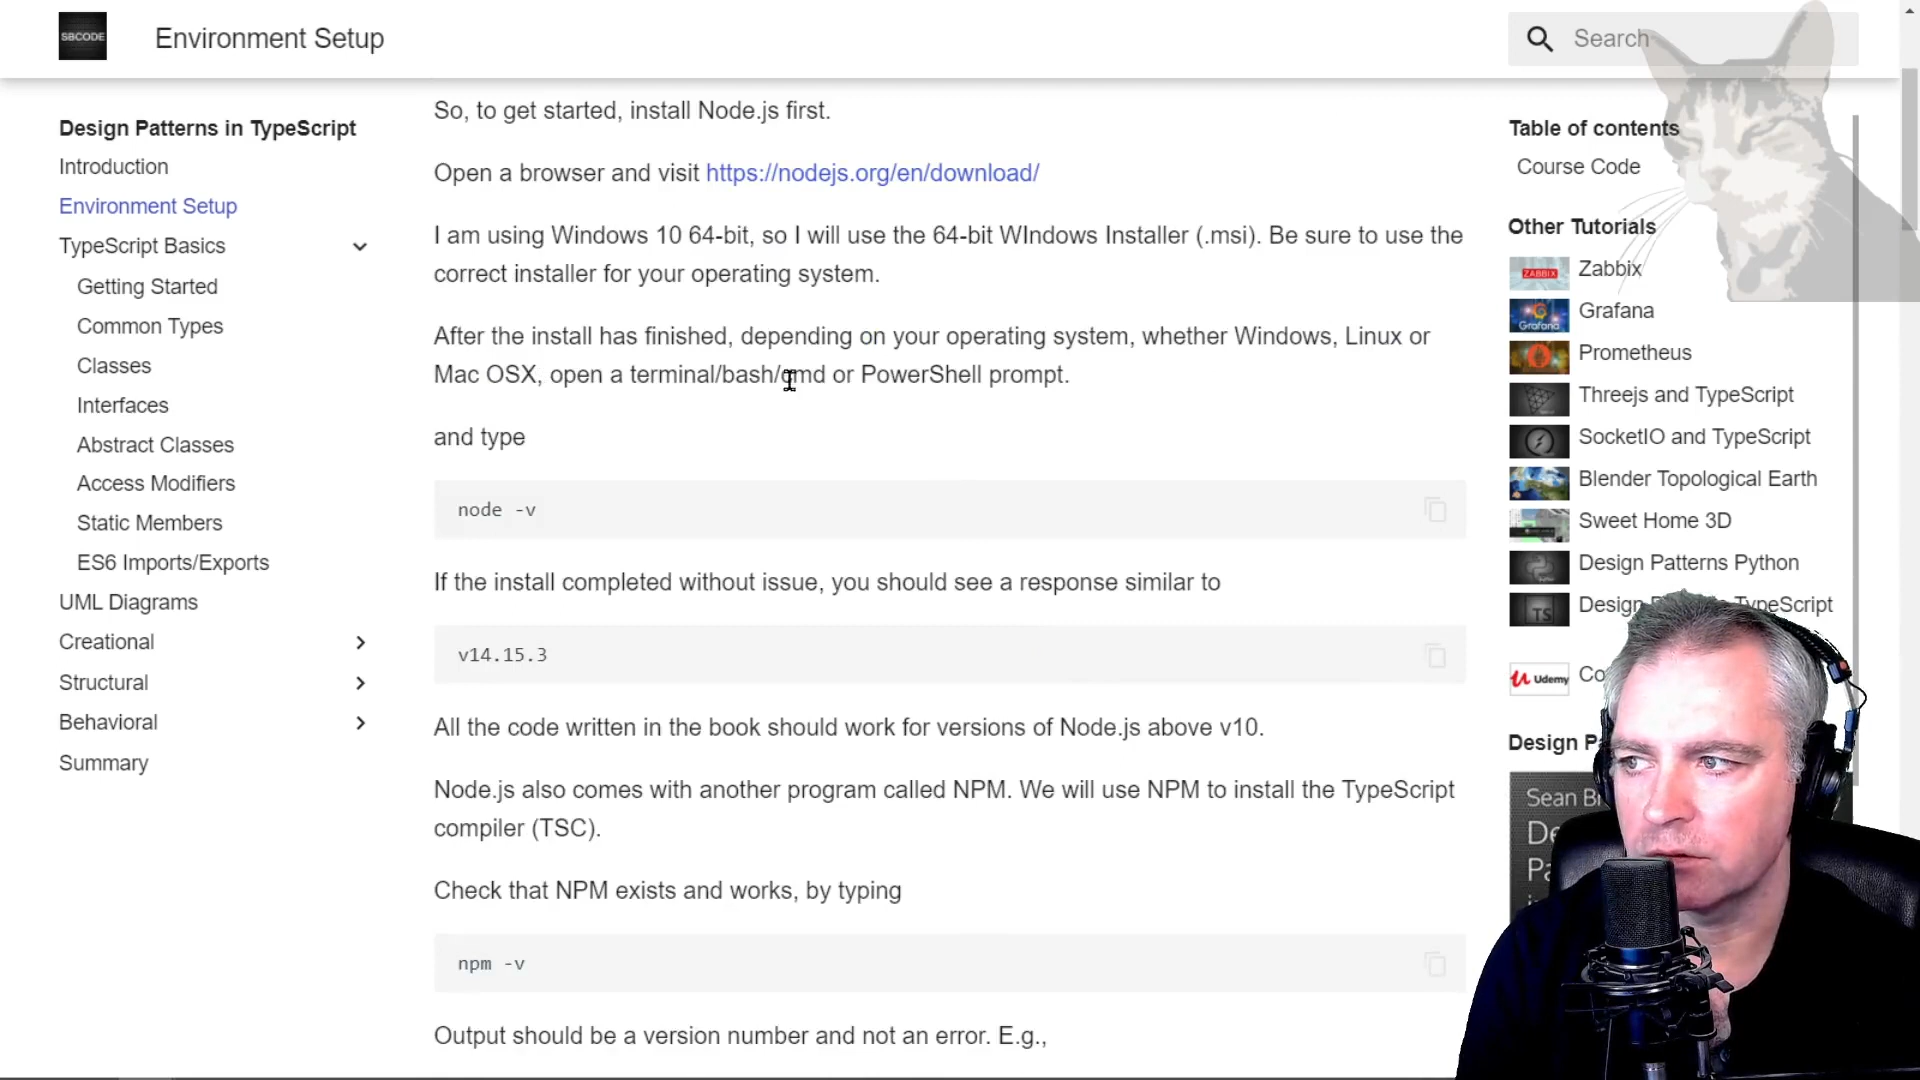 SBCODE
Environment Setup
Search
Design Patterns in TypeScript
Introduction
Environment Setup
TypeScript Basics
Getting Started
Common Types
Classes
Interfaces
Abstract Classes
Access Modifiers
Static Members
ES6 Imports/Exports
UML Diagrams
Creational
Structural
Behavioral
Summary
So, to get started, install Node.js first.
Open a browser and visit https://nodejs.org/en/download/
I am using Windows 10 64-bit, so I will use the 64-bit WIndows Installer (.msi). Be sure to use the
correct installer for your operating system.
After the install has finished, depending on your operating system, whether Windows, Linux or
Mac OSX, open a terminal/bash/cmd or PowerShell prompt.
and type
node -v
If the install completed without issue, you should see a response similar to
v14.15.3
All the code written in the book should work for versions of Node.js above v10.
Node.js also comes with another program called NPM. We will use NPM to install the TypeScript
compiler (TSC).
Check that NPM exists and works, by typing
npm -v
Output should be a version number and not an error. E.g.,
Table of contents
Course Code
Other Tutorials
ZABBIX
Zabbix
Grafana
Grafana
Prometheus
Threejs and TypeScript
SocketIO and TypeScript
Blender Topological Earth
Sweet Home 3D
Design Patterns Python
TS
Design TypeScript
Udemy
Design
Sean